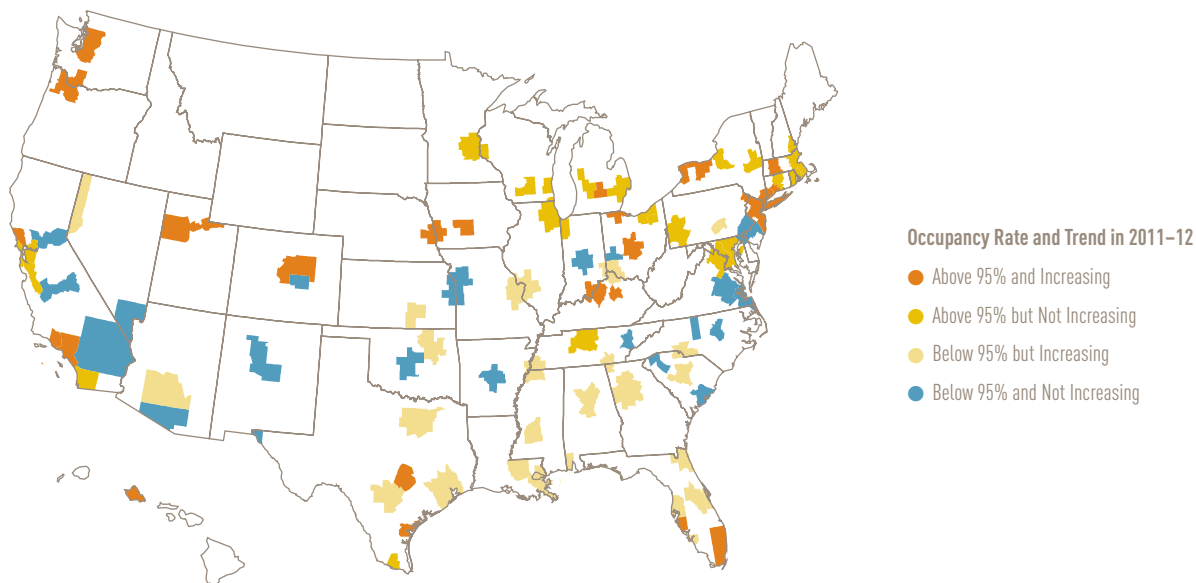 Occupancy Rate and Trend in 2011–12
Above 95% and Increasing
Above 95% but Not Increasing
Below 95% but Increasing
Below 95% and Not Increasing